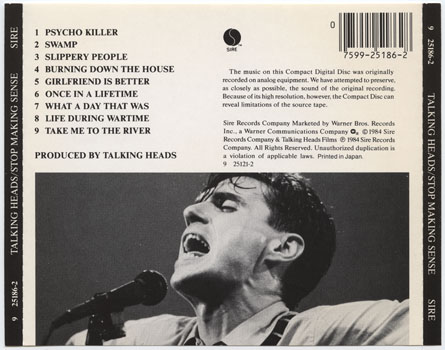 1 PSYCHO KILLER
2 SWAMP
3 SLIPPERY PEOPLE
4 BURNING DOWN THE HOUSE
5 GIRLFRIEND IS BETTER
6 ONCE IN A LIFETIME
7 WHAT A DAY THAT WAS
8 LIFE DURING WARTIME
9 TAKE ME TO THE RIVER
PRODUCED BY TALKING HEADS
SIRE
0
7599-25186-2
The music on this Compact Digital Disc was originally
recorded on analog equipment. We have attempted to preserve,
as closely as possible, the sound of the original recording.
Because of its high resolution, however, the Compact Disc can
reveal limitations of the source tape.
Sire Records Company Marketed by Warner Bros. Records
Inc., a Warner Communications Company ©1984 Sire
Records Company & Talking Heads Films ℗1984 Sire Records
Company. All Rights Reserved. Unauthorized duplication is
a violation of applicable laws. Printed in Japan.
9 25121-2
9 25186-2 TALKING HEADS/STOP MAKING SENSE SIRE
9 25186-2 TALKING HEADS/STOP MAKING SENSE SIRE